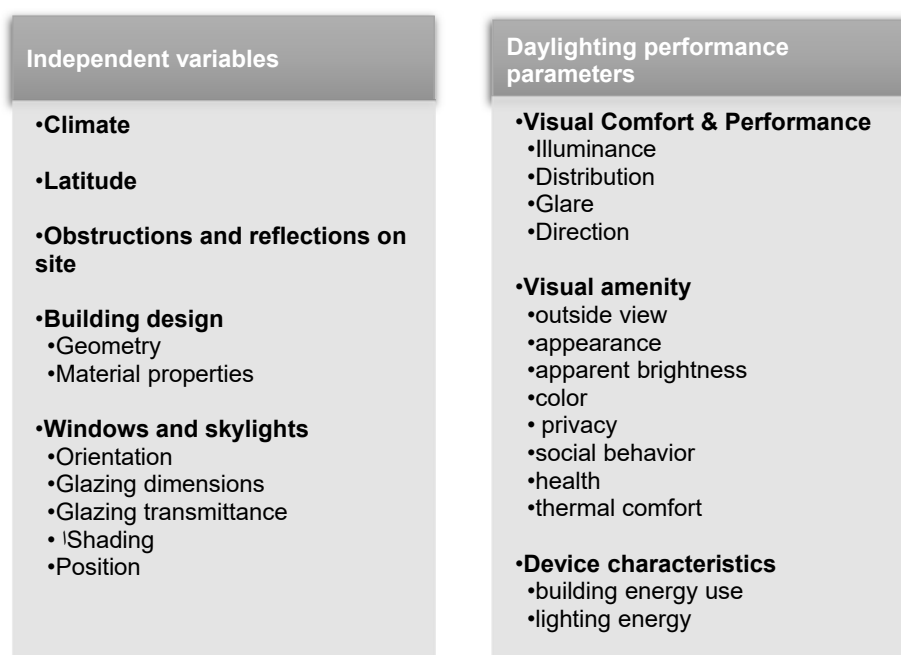 Independent variables
•Climate
•Latitude
•Obstructions and reflections on
site
•Building design
•Geometry
•Material properties
•Windows and skylights
•Orientation
•Glazing dimensions
•Glazing transmittance
• \Shading
•Position
Daylighting performance
parameters
•Visual Comfort & Performance
•Illuminance
•Distribution
•Glare
•Direction
•Visual amenity
•outside view
•appearance
•apparent brightness
•color
• privacy
•social behavior
•health
•thermal comfort
•Device characteristics
•building energy use
•lighting energy